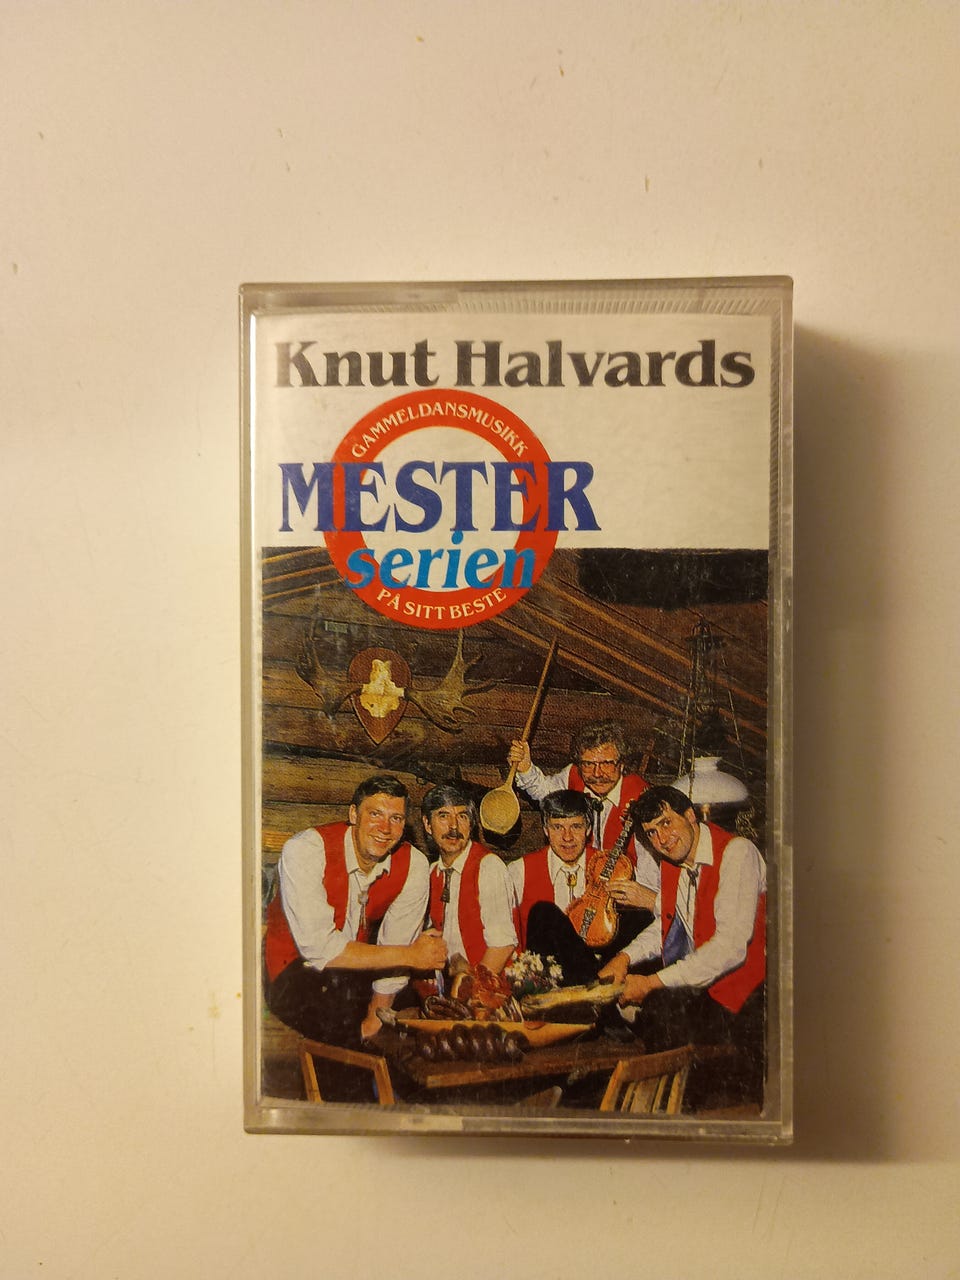 Knut Halvards
GAMMELDANSMUSIKK
MESTER
serien
PÅ SITT BESTE